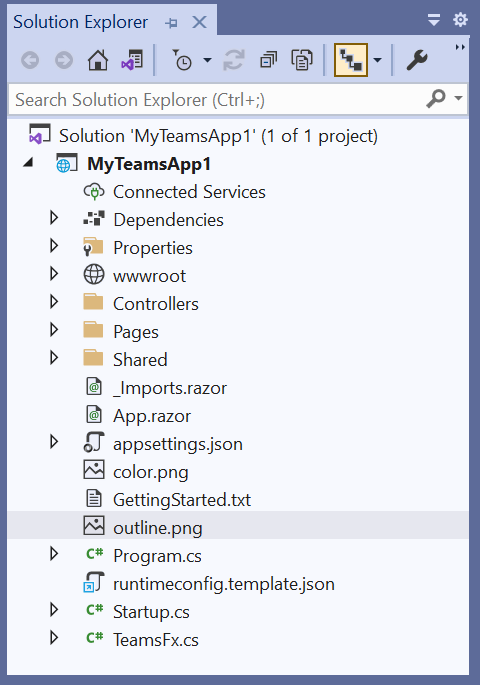 Solution Explorer
Search Solution Explorer (Ctrl+;)
Solution 'MyTeamsApp1' (1 of 1 project)
MyTeamsApp1
Connected Services
Dependencies
Properties
wwwroot
Controllers
Pages
Shared
_Imports.razor
App.razor
appsettings.json
color.png
GettingStarted.txt
outline.png
C# Program.cs
runtimeconfig.template.json
C# Startup.cs
C# TeamsFx.cs